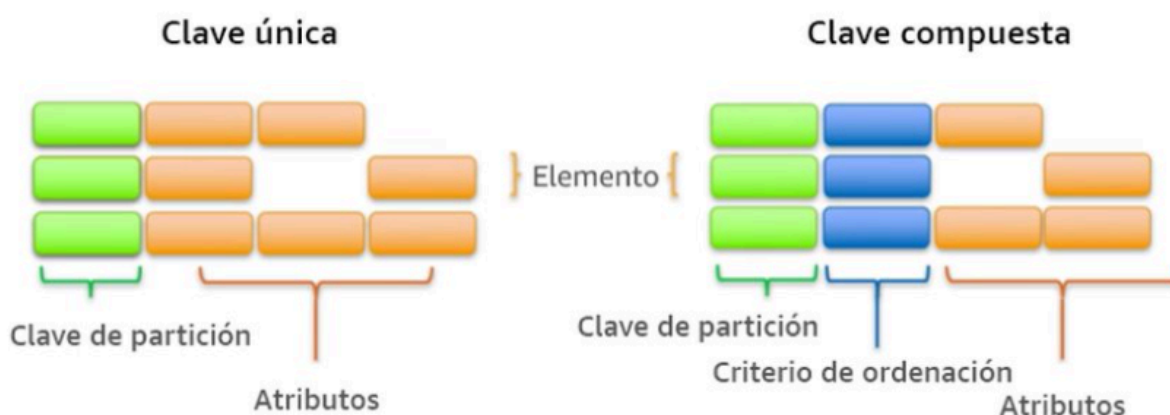 Clave única
Clave compuesta
Elemento
Clave de partición
Atributos
Clave de partición
Criterio de ordenación
Atributos